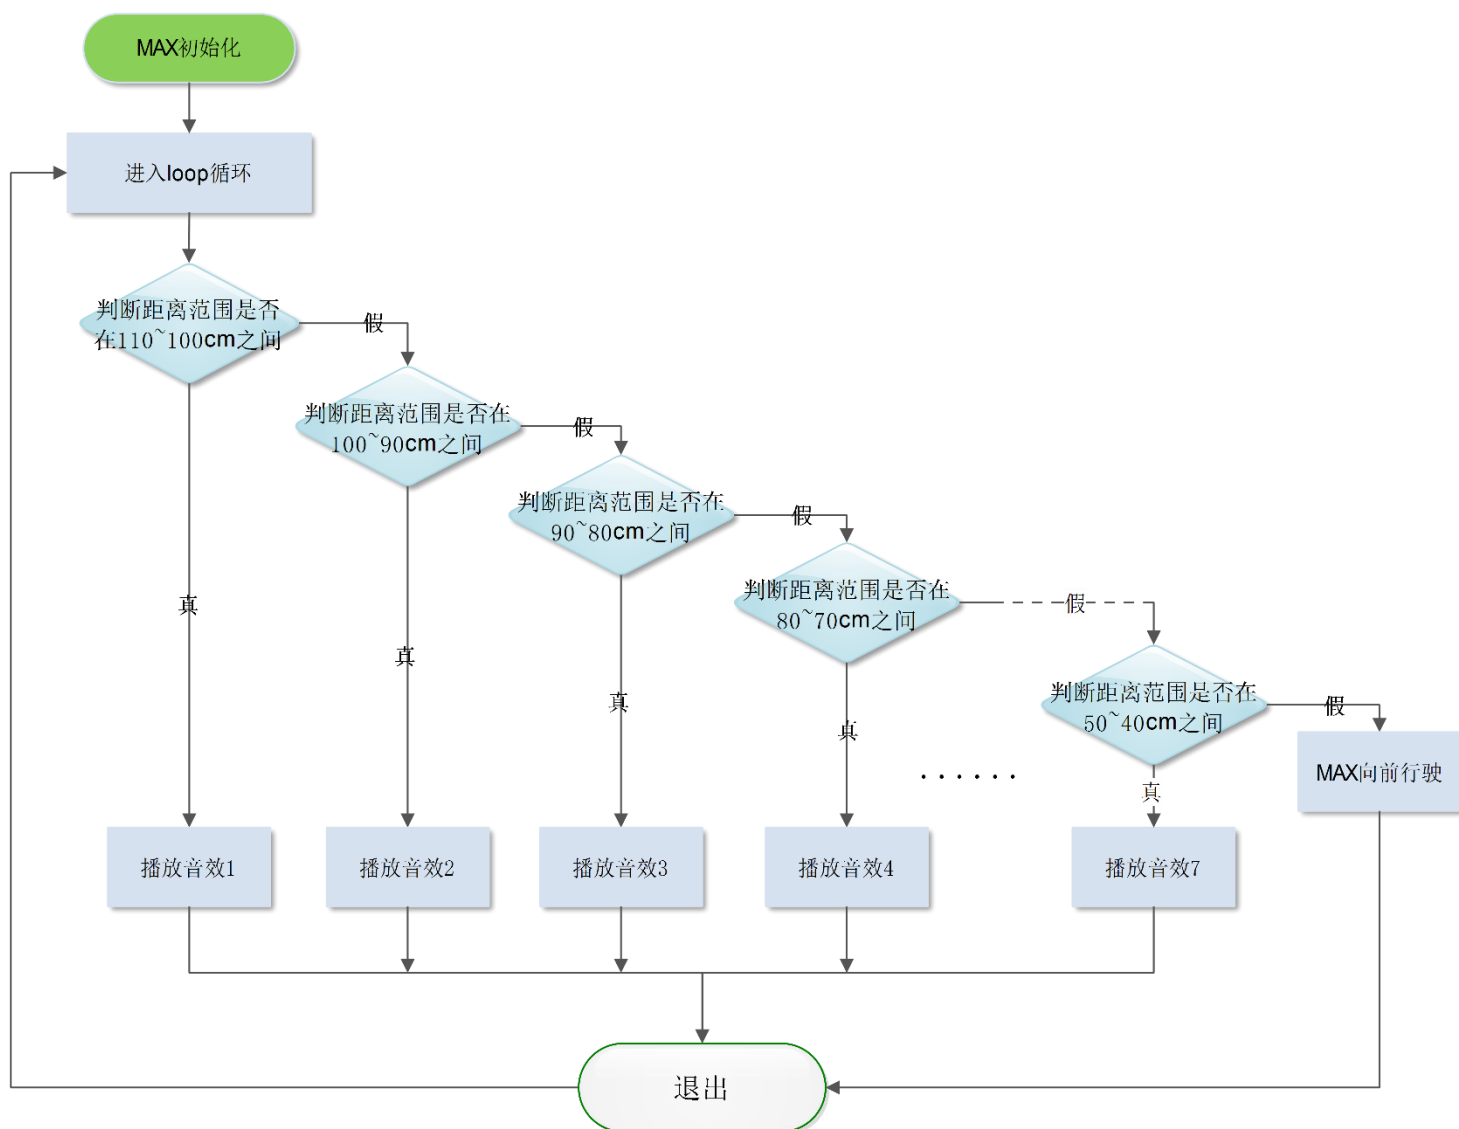 MAX初始化
进入loop循环
判断距离范围是否
在110~100cm之间
假
判断距离范围是否在
100~90cm之间
假
判断距离范围是否在
90~80cm之间
假
判断距离范围是否在
80~70cm之间
假
判断距离范围是否在
50~40cm之间
假
真
真
真
真
真
······
MAX向前行驶
播放音效1
播放音效2
播放音效3
播放音效4
播放音效7
退出